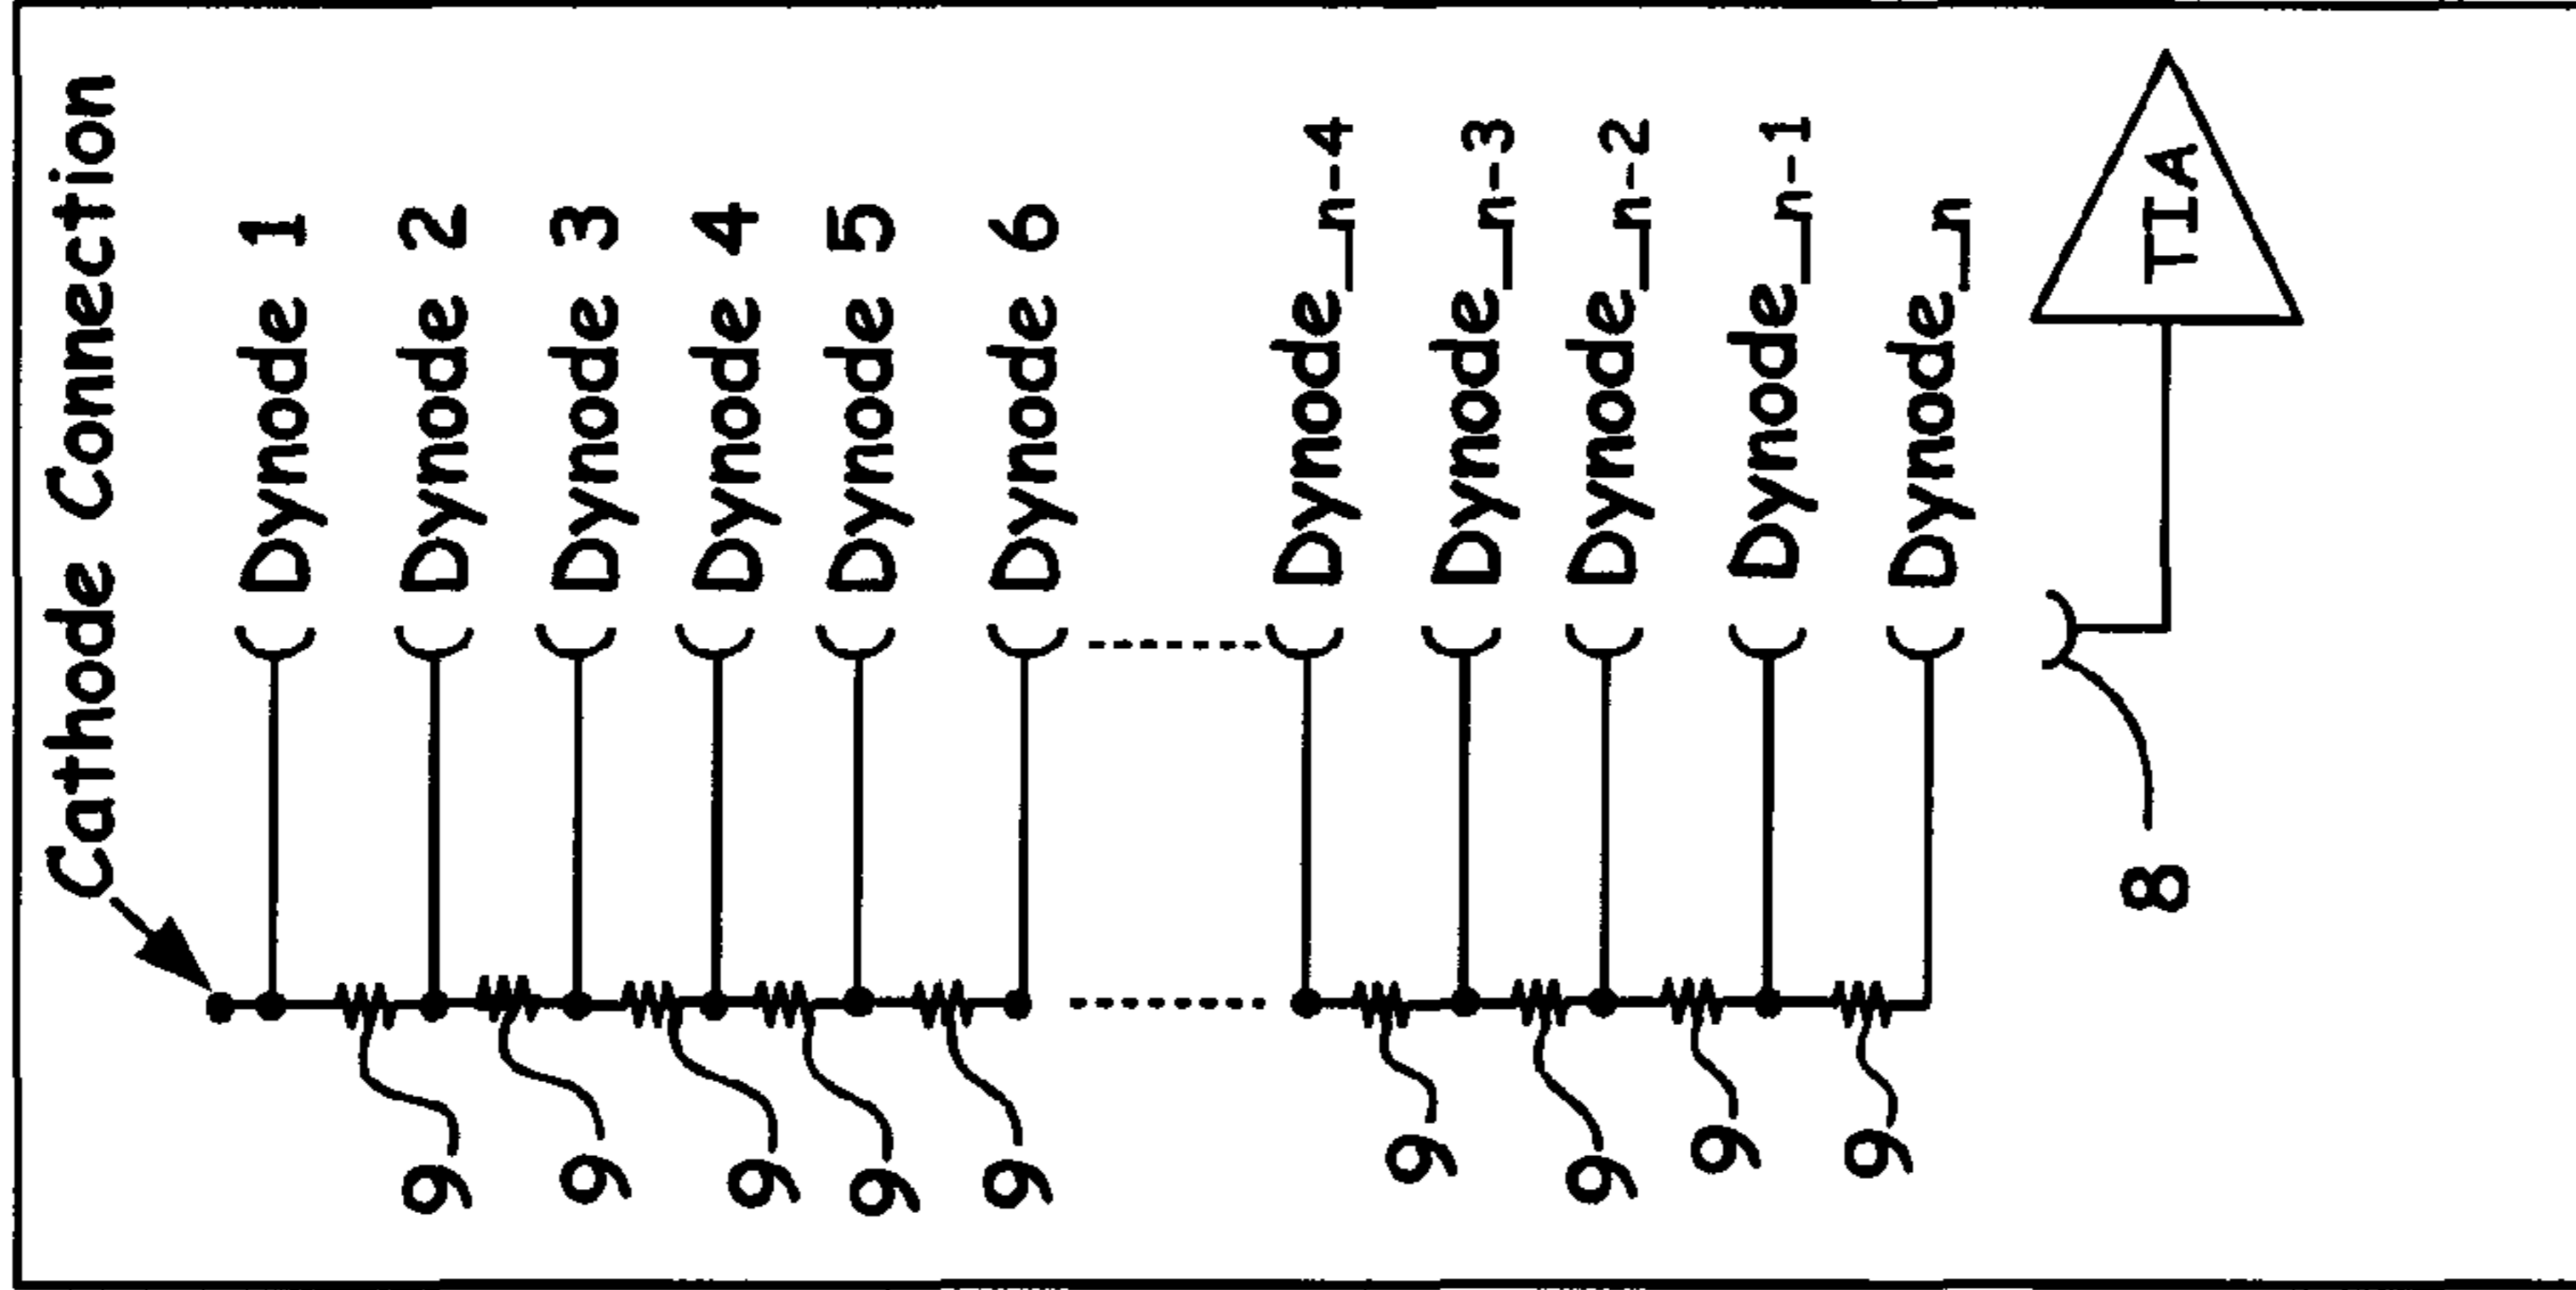 Cathode Connection
Dynode 1
Dynode 2
Dynode 3
Dynode 4
Dynode 5
Dynode 6
Dynode_n-4
Dynode_n-3
Dynode_n-2
Dynode_n-1
Dynode_n
TIA
8
9
9
9
9
9
9
9
9
9